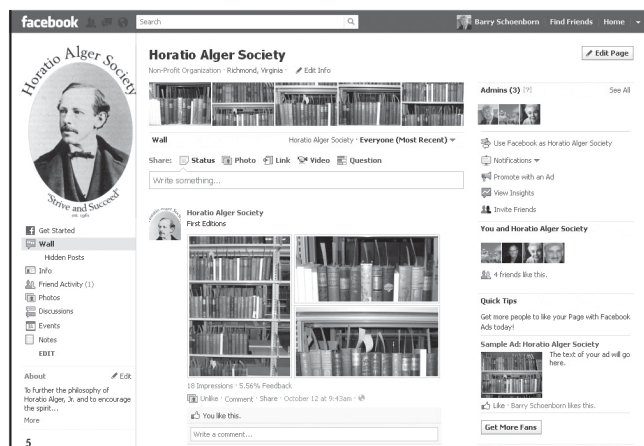 facebook
Search
Barry Schoenborn
Find Friends
Home
Horatio Alger Society
"Strive and Succeed"
est. 1965
Get Started
Wall
Hidden Posts
Info
Friend Activity (1)
Photos
Discussions
Events
Notes
EDIT
About
Edit
To further the philosophy of
Horatio Alger, Jr. and to encourage
the spirit...
More
5
Horatio Alger Society
Non-Profit Organization · Richmond, Virginia · Edit Info
Wall
Horatio Alger Society · Everyone (Most Recent)
Share: Status Photo Link Video Question
Write something...
Horatio Alger Society
First Editions
18 Impressions · 5.56% Feedback
Unlike · Comment · Share · October 12 at 9:43am ·
You like this.
Write a comment...
Edit Page
Admins (3) [?]
See All
Use Facebook as Horatio Alger Society
Notifications
Promote with an Ad
View Insights
Invite Friends
You and Horatio Alger Society
4 friends like this.
Quick Tips
Get more people to like your Page with Facebook
Ads today!
Sample Ad: Horatio Alger Society
The text of your ad will go
here.
Like · Barry Schoenborn likes this.
Get More Fans